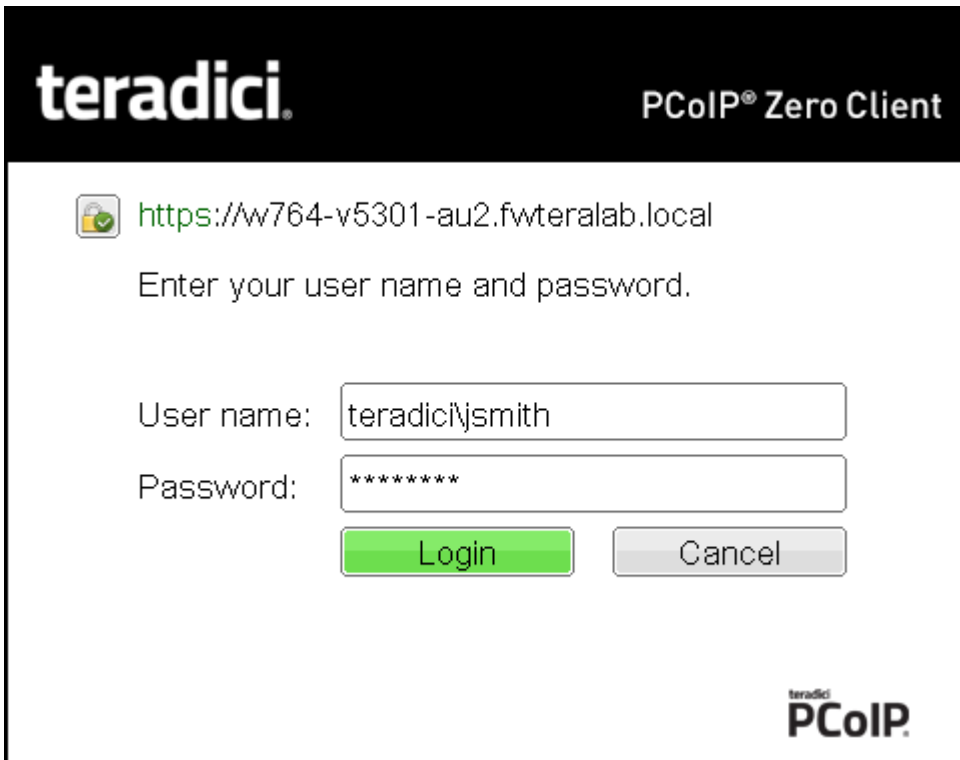 teradici.
PCoIP® Zero Client
https://w764-v5301-au2.fwteralab.local
Enter your user name and password.
User name: teradici\jsmith
Password: ********
Login Cancel
teradici
PCoIP.